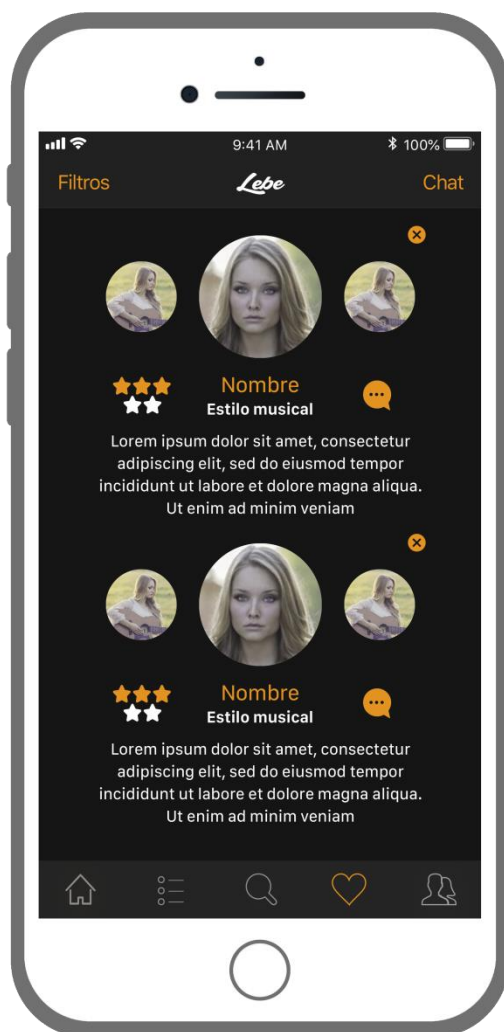 9:41 AM
100%
Filtros
Lebe
Chat
Nombre
Estilo musical
Lorem ipsum dolor sit amet, consectetur
adipiscing elit, sed do eiusmod tempor
incididunt ut labore et dolore magna aliqua.
Ut enim ad minim veniam
Nombre
Estilo musical
Lorem ipsum dolor sit amet, consectetur
adipiscing elit, sed do eiusmod tempor
incididunt ut labore et dolore magna aliqua.
Ut enim ad minim veniam